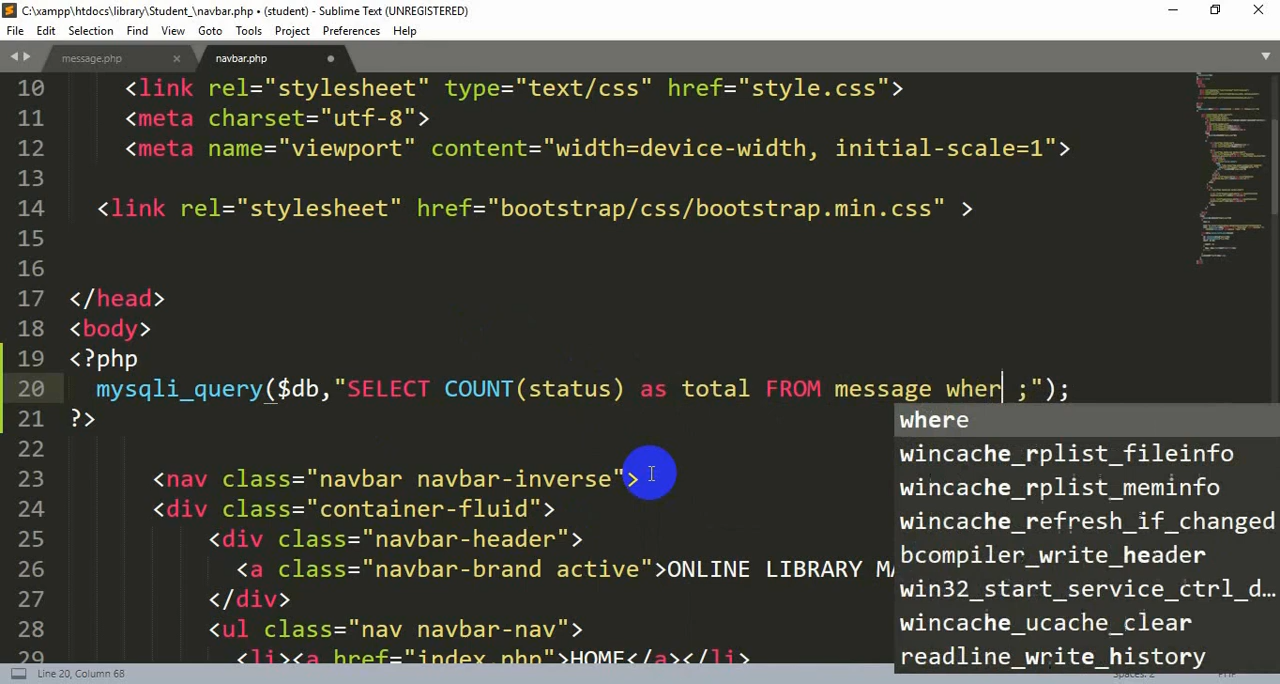 C:\xampp\htdocs\library\Student_\navbar.php • (student) - Sublime Text (UNREGISTERED)
File Edit Selection Find View Goto Tools Project Preferences Help
message.php navbar.php
10 <link rel="stylesheet" type="text/css" href="style.css">
11 <meta charset="utf-8">
12 <meta name="viewport" content="width=device-width, initial-scale=1">
13
14 <link rel="stylesheet" href="bootstrap/css/bootstrap.min.css" >
15
16
17 </head>
18 <body>
19 <?php
20 mysqli_query($db,"SELECT COUNT(status) as total FROM message wher ;");
21 ?>
where
22
wincache_rplist_fileinfo
23 <nav class="navbar navbar-inverse">
wincache_rplist_meminfo
24 <div class="container-fluid">
wincache_refresh_if_changed
25 <div class="navbar-header">
bcompiler_write_header
26 <a class="navbar-brand active">ONLINE LIBRARY MA
win32_start_service_ctrl_d…
27 </div>
wincache_ucache_clear
28 <ul class="nav navbar-nav">
readline_write_history
29 <li><a href="index.php">HOME</a></li>
Line 20, Column 68
Spaces: 2 PHP